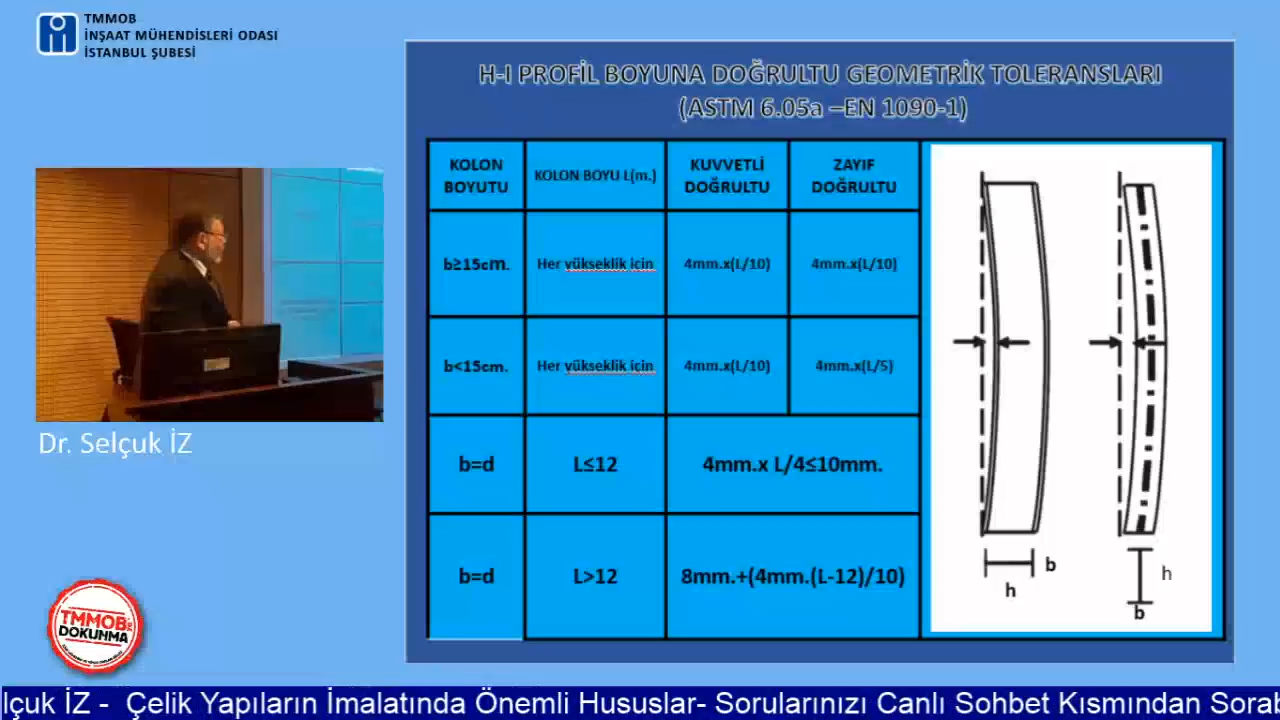 TMMOB
İNŞAAT MÜHENDİSLERİ ODASI
İSTANBUL ŞUBESİ
H-I PROFİL BOYUNA DOĞRULTU GEOMETRİK TOLERANSLARI
(ASTM 6.05a –EN 1090-1)
KOLON BOYUTU
KOLON BOYU L(m.)
KUVVETLİ DOĞRULTU
ZAYIF DOĞRULTU
b≥15cm.
Her yükseklik için
4mm.x(L/10)
4mm.x(L/10)
b<15cm.
Her yükseklik için
4mm.x(L/10)
4mm.x(L/5)
b=d
L≤12
4mm.x L/4≤10mm.
b=d
L>12
8mm.+(4mm.(L-12)/10)
b
h
h
b
Dr. Selçuk İZ
TMMOB
DOKUNMA
lçuk İZ - Çelik Yapıların İmalatında Önemli Hususlar- Sorularınızı Canlı Sohbet Kısmından Sorab